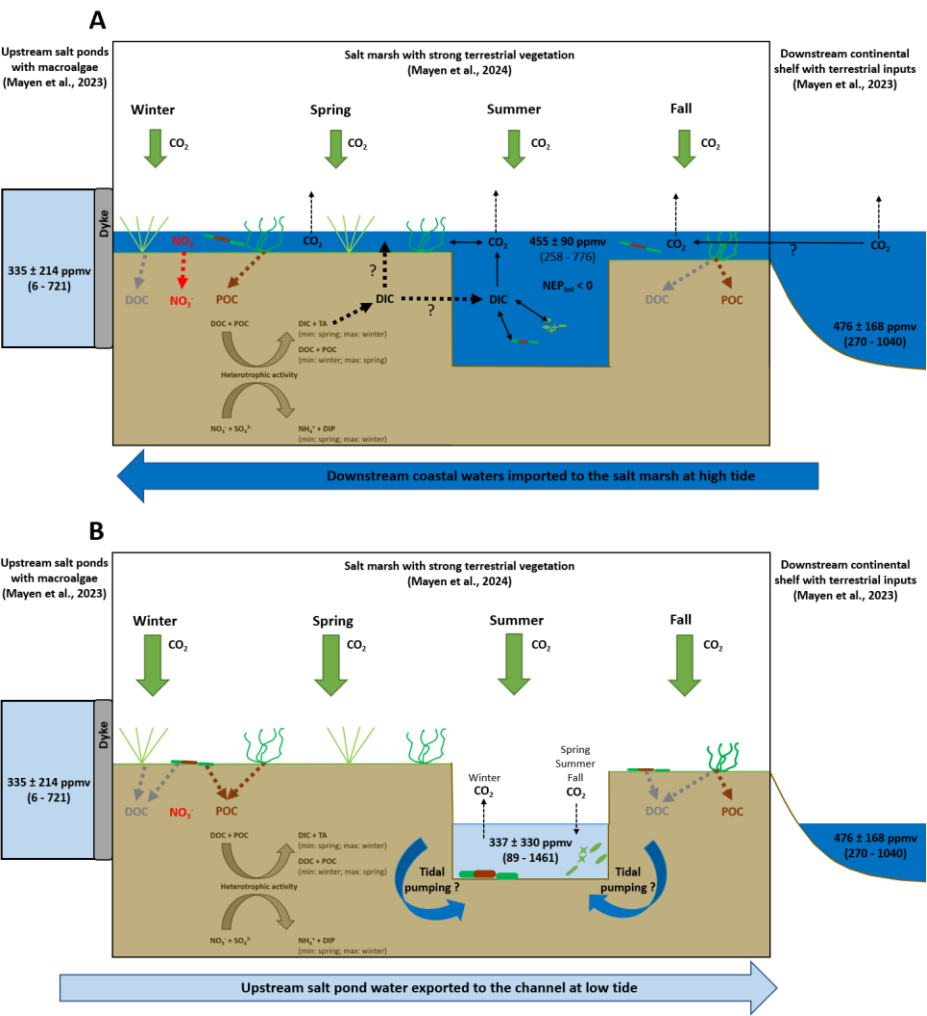 A
Upstream salt ponds
with macroalgae
(Mayen et al., 2023)
Salt marsh with strong terrestrial vegetation
(Mayen et al., 2024)
Downstream continental
shelf with terrestrial inputs
(Mayen et al., 2023)
Winter
Spring
Summer
Fall
CO₂
CO₂
CO₂
CO₂
Dyke
335 ± 214 ppmv
(6 - 721)
NO₃⁻
CO₂
CO₂
455 ± 90 ppmv
(258 - 776)
CO₂
?
CO₂
?
NEPtot < 0
DOC
NO₃⁻
POC
DIC
?
DIC
DOC
POC
476 ± 168 ppmv
(270 - 1040)
DOC + POC
DIC + TA
(min: spring; max: winter)
DOC + POC
(min: winter; max: spring)
Heterotrophic activity
NO₃⁻ + SO₄²⁻
NH₄⁺ + DIP
(min: spring; max: winter)
Downstream coastal waters imported to the salt marsh at high tide
B
Upstream salt ponds
with macroalgae
(Mayen et al., 2023)
Salt marsh with strong terrestrial vegetation
(Mayen et al., 2024)
Downstream continental
shelf with terrestrial inputs
(Mayen et al., 2023)
Winter
Spring
Summer
Fall
CO₂
CO₂
CO₂
CO₂
Dyke
335 ± 214 ppmv
(6 - 721)
Winter
CO₂
Spring
Summer
Fall
CO₂
DOC
NO₃⁻
POC
DOC
POC
337 ± 330 ppmv
(89 - 1461)
476 ± 168 ppmv
(270 - 1040)
DOC + POC
DIC + TA
(min: spring; max: winter)
DOC + POC
(min: winter; max: spring)
Heterotrophic activity
NO₃⁻ + SO₄²⁻
NH₄⁺ + DIP
(min: spring; max: winter)
Tidal
pumping ?
Tidal
pumping ?
Upstream salt pond water exported to the channel at low tide